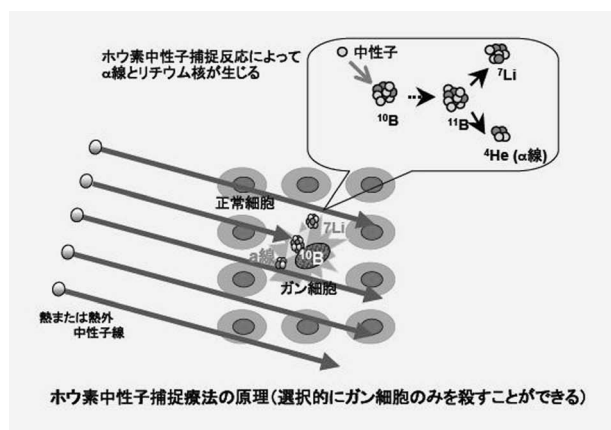 ホウ素中性子捕捉反応によって
α線とリチウム核が生じる
中性子
⁷Li
¹⁰B
¹¹B
⁴He (α線)
正常細胞
7Li
a線
¹⁰B
ガン細胞
熱または熱外
中性子線
ホウ素中性子捕捉療法の原理(選択的にガン細胞のみを殺すことができる)